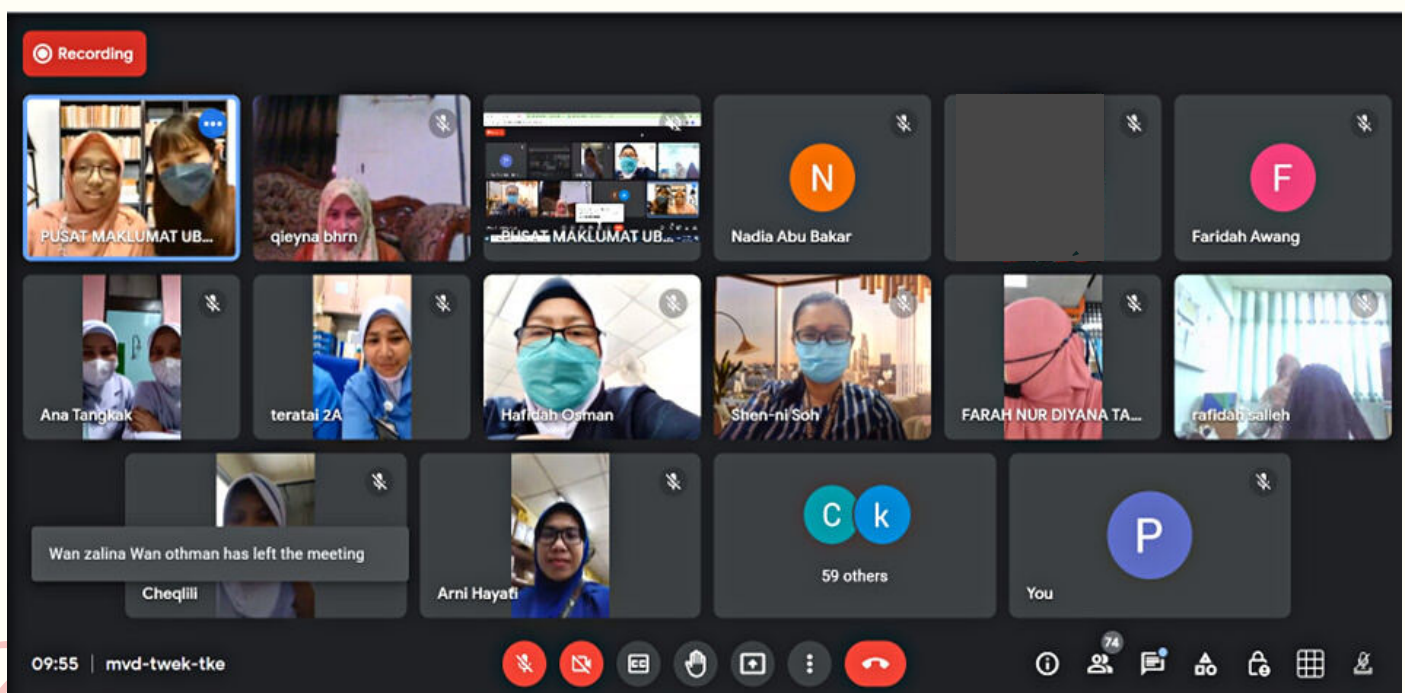 Recording
PUSAT MAKLUMAT UB...
qieyna bhrn
PUSAT MAKLUMAT UB...
N
Nadia Abu Bakar
F
Faridah Awang
Ana Tangkak
teratai 2A
Hafidah Osman
Shen-ni Soh
FARAH NUR DIYANA TA...
rafidah salleh
Wan zalina Wan othman has left the meeting
Cheqlili
Arni Hayati
C k
59 others
P
You
09:55 | mvd-twek-tke
CC
74